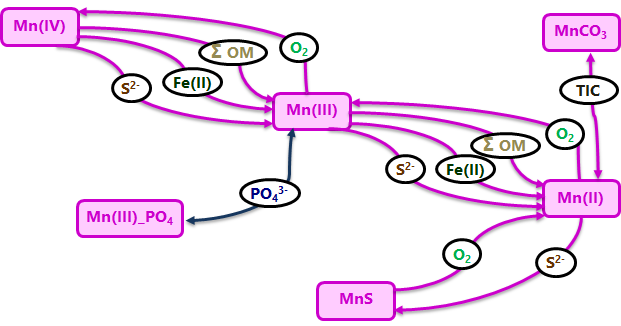 Mn(IV)
O₂
Σ OM
Fe(II)
S²⁻
MnCO₃
TIC
Mn(III)
O₂
Σ OM
Fe(II)
S²⁻
PO₄³⁻
Mn(II)
Mn(III)_PO₄
O₂
S²⁻
MnS